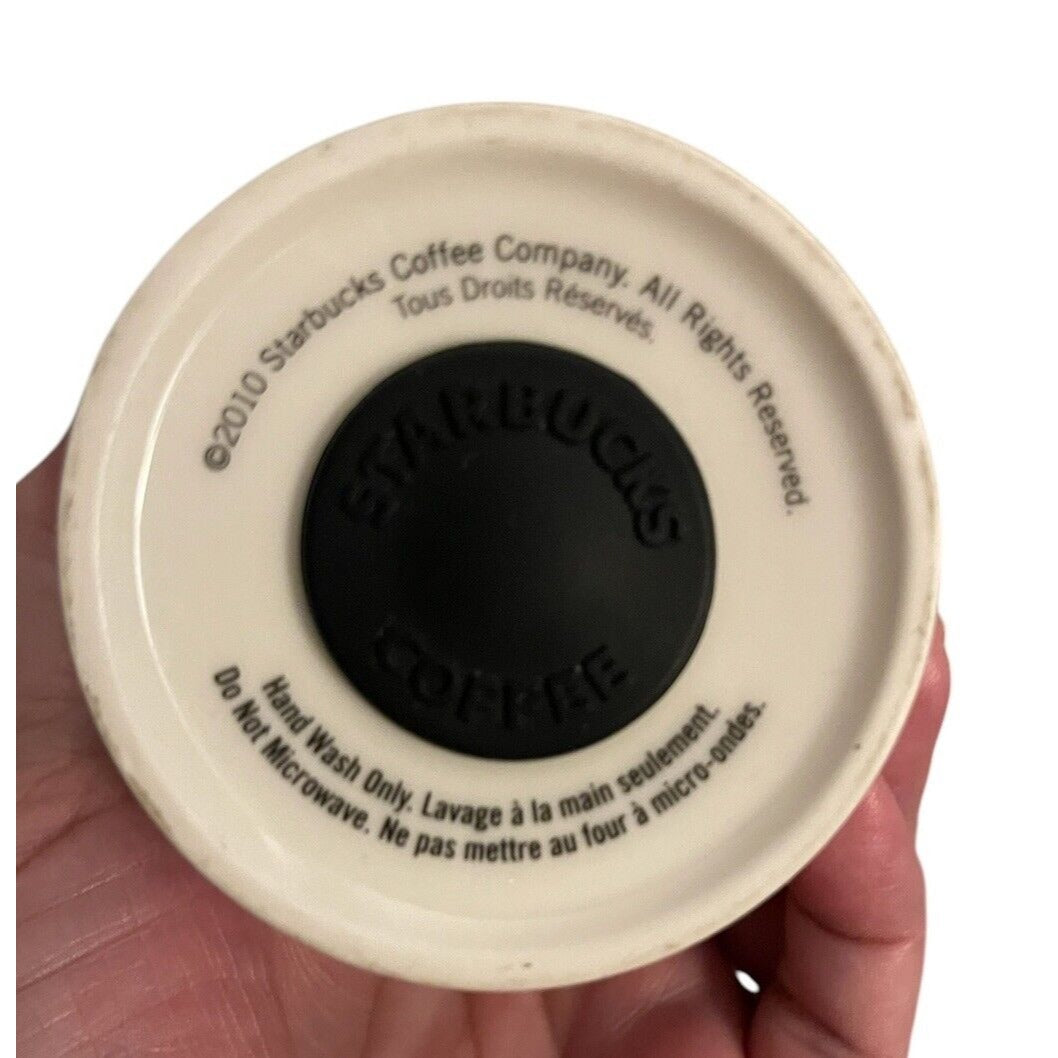 ©2010 Starbucks Coffee Company. All Rights Reserved.
Tous Droits Réservés.
STARBUCKS
COFFEE
Hand Wash Only. Lavage à la main seulement.
Do Not Microwave. Ne pas mettre au four à micro-ondes.